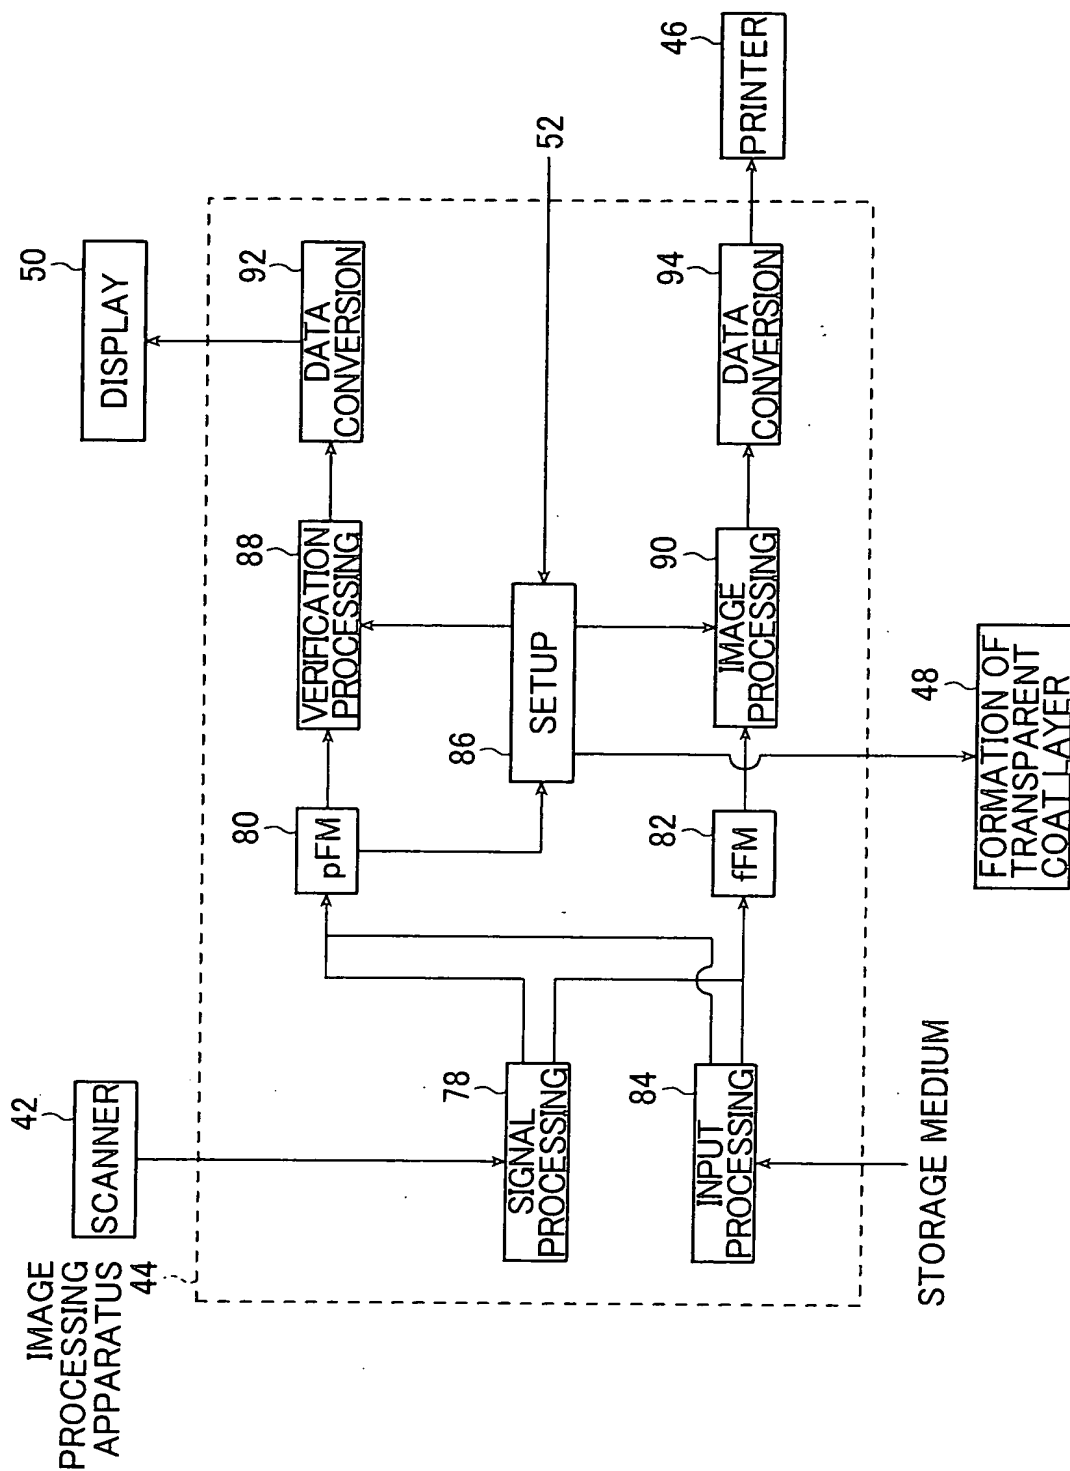 IMAGE
PROCESSING
APPARATUS
44
42
SCANNER
50
DISPLAY
78
SIGNAL
PROCESSING
80
pFM
88
VERIFICATION
PROCESSING
92
DATA
CONVERSION
86
SETUP
52
84
INPUT
PROCESSING
82
fFM
90
IMAGE
PROCESSING
94
DATA
CONVERSION
46
PRINTER
STORAGE MEDIUM
48
FORMATION OF
TRANSPARENT
COAT LAYER